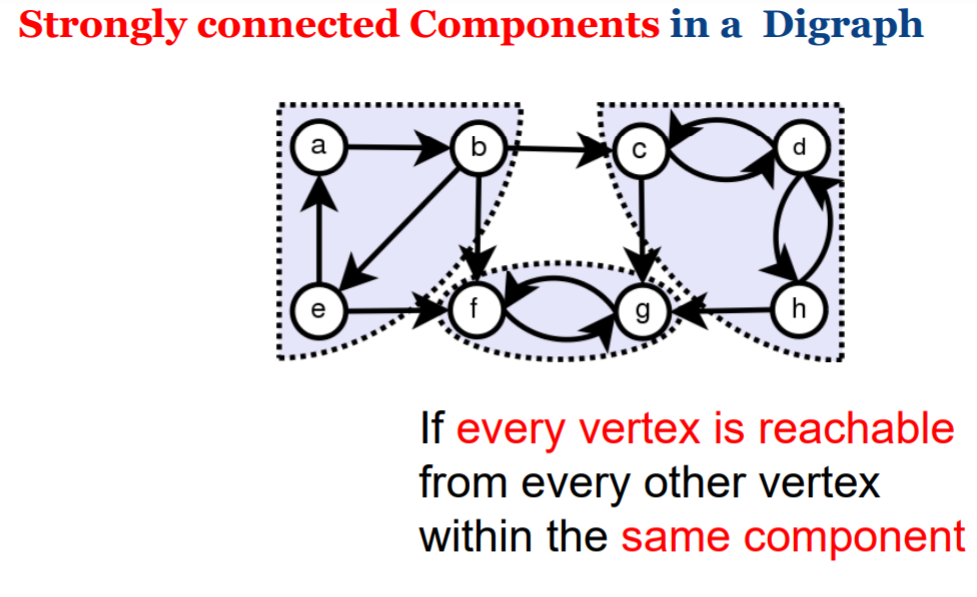 Strongly connected Components in a Digraph
a
b
c
d
e
f
g
h
If every vertex is reachable
from every other vertex
within the same component